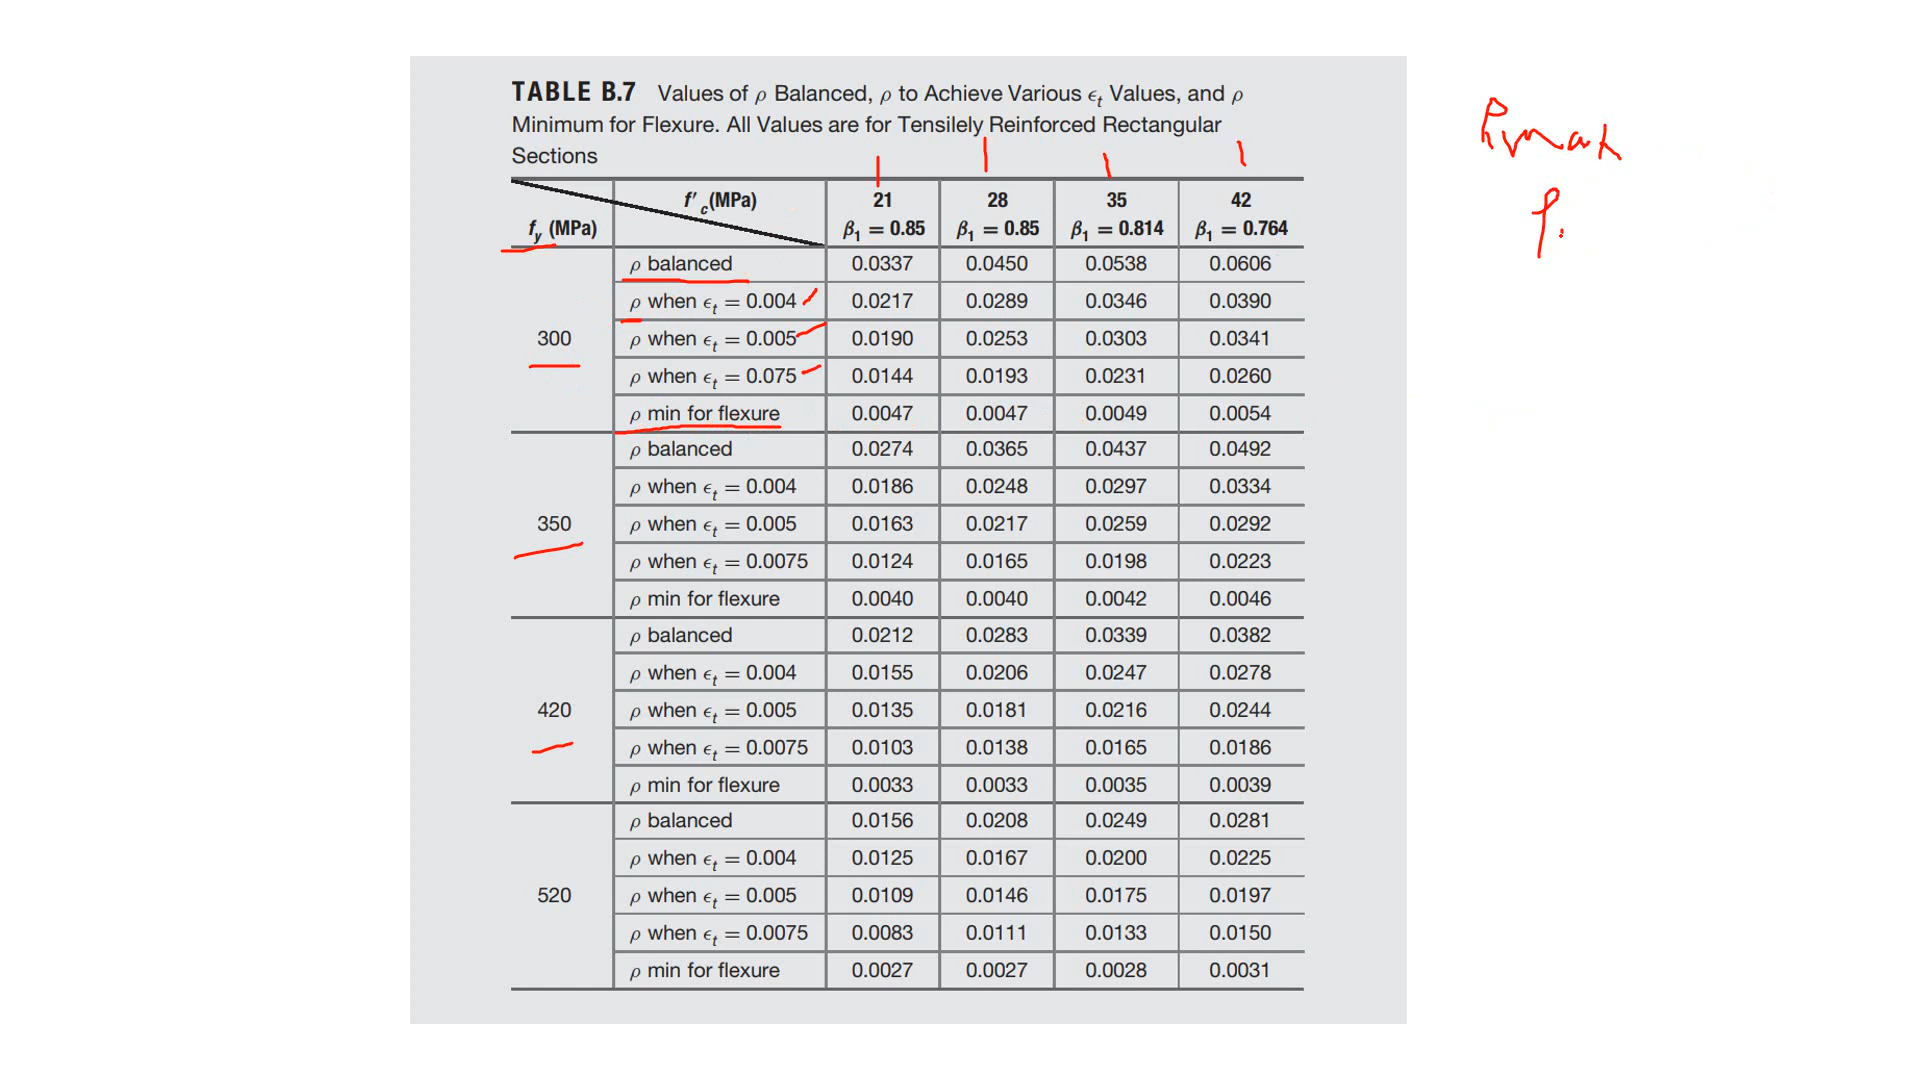 TABLE B.7 Values of ρ Balanced, ρ to Achieve Various ϵt Values, and ρ
Minimum for Flexure. All Values are for Tensilely Reinforced Rectangular
Sections
f′c(MPa) 21 28 35 42
fy (MPa) β1 = 0.85 β1 = 0.85 β1 = 0.814 β1 = 0.764
ρ balanced 0.0337 0.0450 0.0538 0.0606
ρ when ϵt = 0.004 0.0217 0.0289 0.0346 0.0390
300 ρ when ϵt = 0.005 0.0190 0.0253 0.0303 0.0341
ρ when ϵt = 0.075 0.0144 0.0193 0.0231 0.0260
ρ min for flexure 0.0047 0.0047 0.0049 0.0054
ρ balanced 0.0274 0.0365 0.0437 0.0492
ρ when ϵt = 0.004 0.0186 0.0248 0.0297 0.0334
350 ρ when ϵt = 0.005 0.0163 0.0217 0.0259 0.0292
ρ when ϵt = 0.0075 0.0124 0.0165 0.0198 0.0223
ρ min for flexure 0.0040 0.0040 0.0042 0.0046
ρ balanced 0.0212 0.0283 0.0339 0.0382
ρ when ϵt = 0.004 0.0155 0.0206 0.0247 0.0278
420 ρ when ϵt = 0.005 0.0135 0.0181 0.0216 0.0244
ρ when ϵt = 0.0075 0.0103 0.0138 0.0165 0.0186
ρ min for flexure 0.0033 0.0033 0.0035 0.0039
ρ balanced 0.0156 0.0208 0.0249 0.0281
ρ when ϵt = 0.004 0.0125 0.0167 0.0200 0.0225
520 ρ when ϵt = 0.005 0.0109 0.0146 0.0175 0.0197
ρ when ϵt = 0.0075 0.0083 0.0111 0.0133 0.0150
ρ min for flexure 0.0027 0.0027 0.0028 0.0031